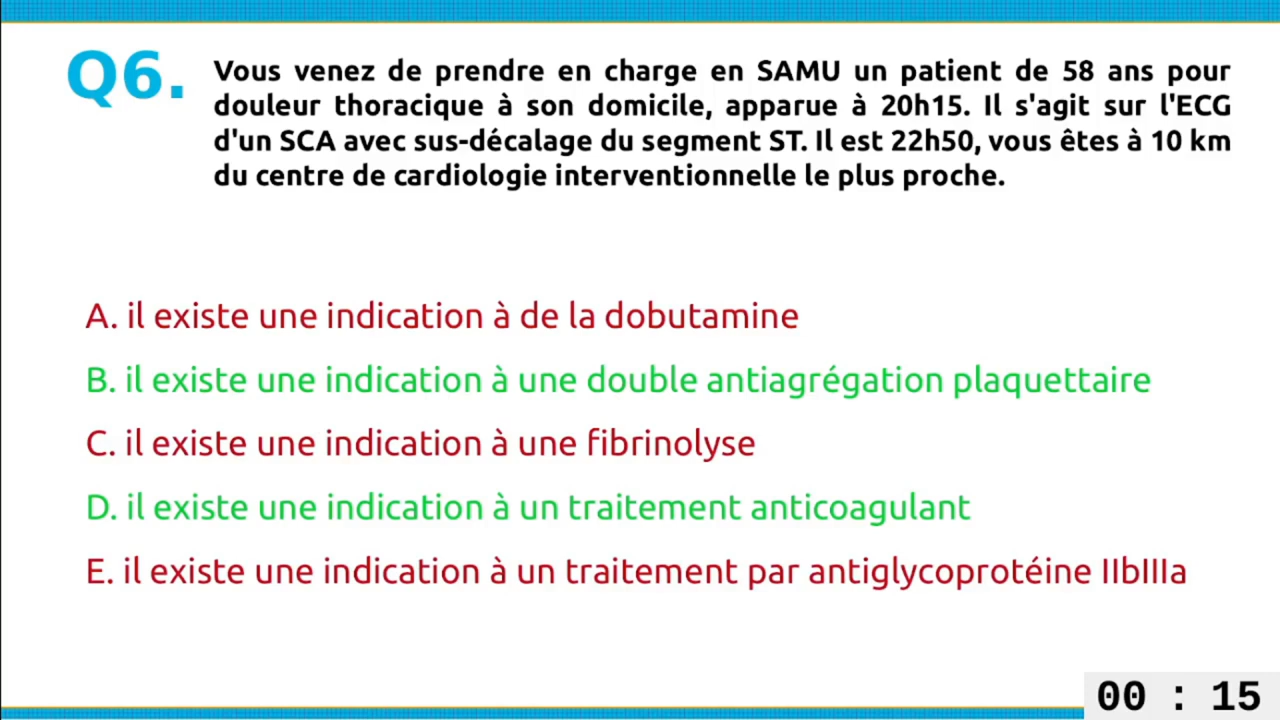 Q6.
Vous venez de prendre en charge en SAMU un patient de 58 ans pour
douleur thoracique à son domicile, apparue à 20h15. Il s'agit sur l'ECG
d'un SCA avec sus-décalage du segment ST. Il est 22h50, vous êtes à 10 km
du centre de cardiologie interventionnelle le plus proche.
A. il existe une indication à de la dobutamine
B. il existe une indication à une double antiagrégation plaquettaire
C. il existe une indication à une fibrinolyse
D. il existe une indication à un traitement anticoagulant
E. il existe une indication à un traitement par antiglycoprotéine IIbIIIa
00 : 15